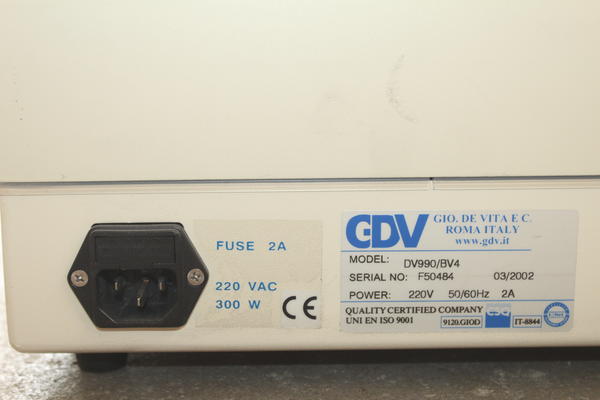 FUSE 2A
220 VAC
300 W
CE
GDV
GIO. DE VITA E C.
ROMA ITALY
www.gdv.it
MODEL: DV990/BV4
SERIAL NO: F50484 03/2002
POWER: 220V 50/60Hz 2A
QUALITY CERTIFIED COMPANY
UNI EN ISO 9001
9120.GIOD
IT-8844